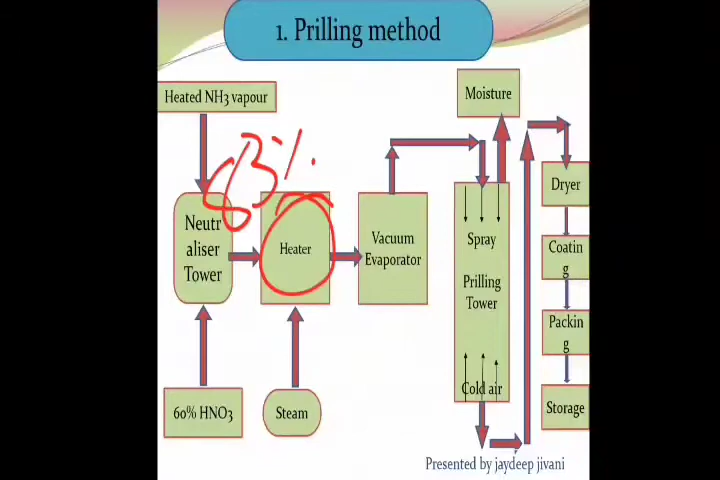 1. Prilling method
Heated NH3 vapour
Moisture
83%.
Neutr
aliser
Tower
Heater
Vacuum
Evaporator
Spray
Prilling
Tower
Cold air
Dryer
Coatin
g
Packin
g
Storage
60% HNO3
Steam
Presented by jaydeep jivani